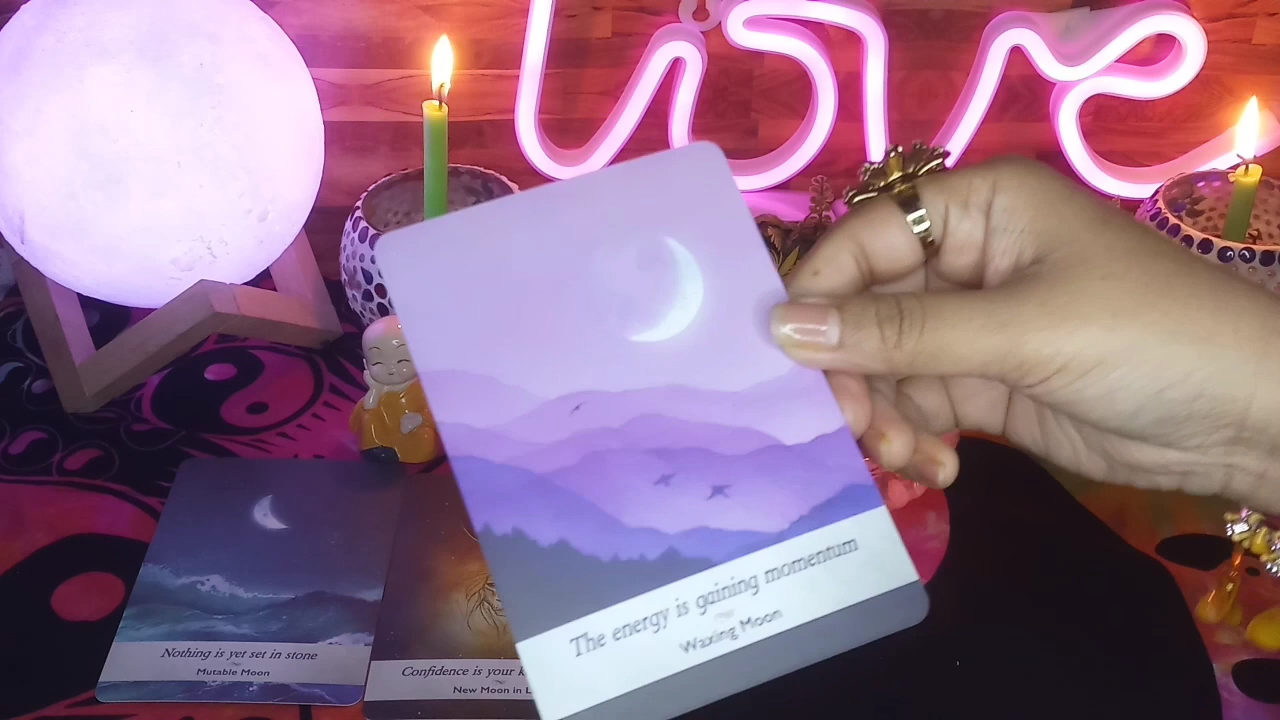 love
The energy is gaining momentum
Waxing Moon
Nothing is yet set in stone
Mutable Moon
Confidence is your
New Moon in